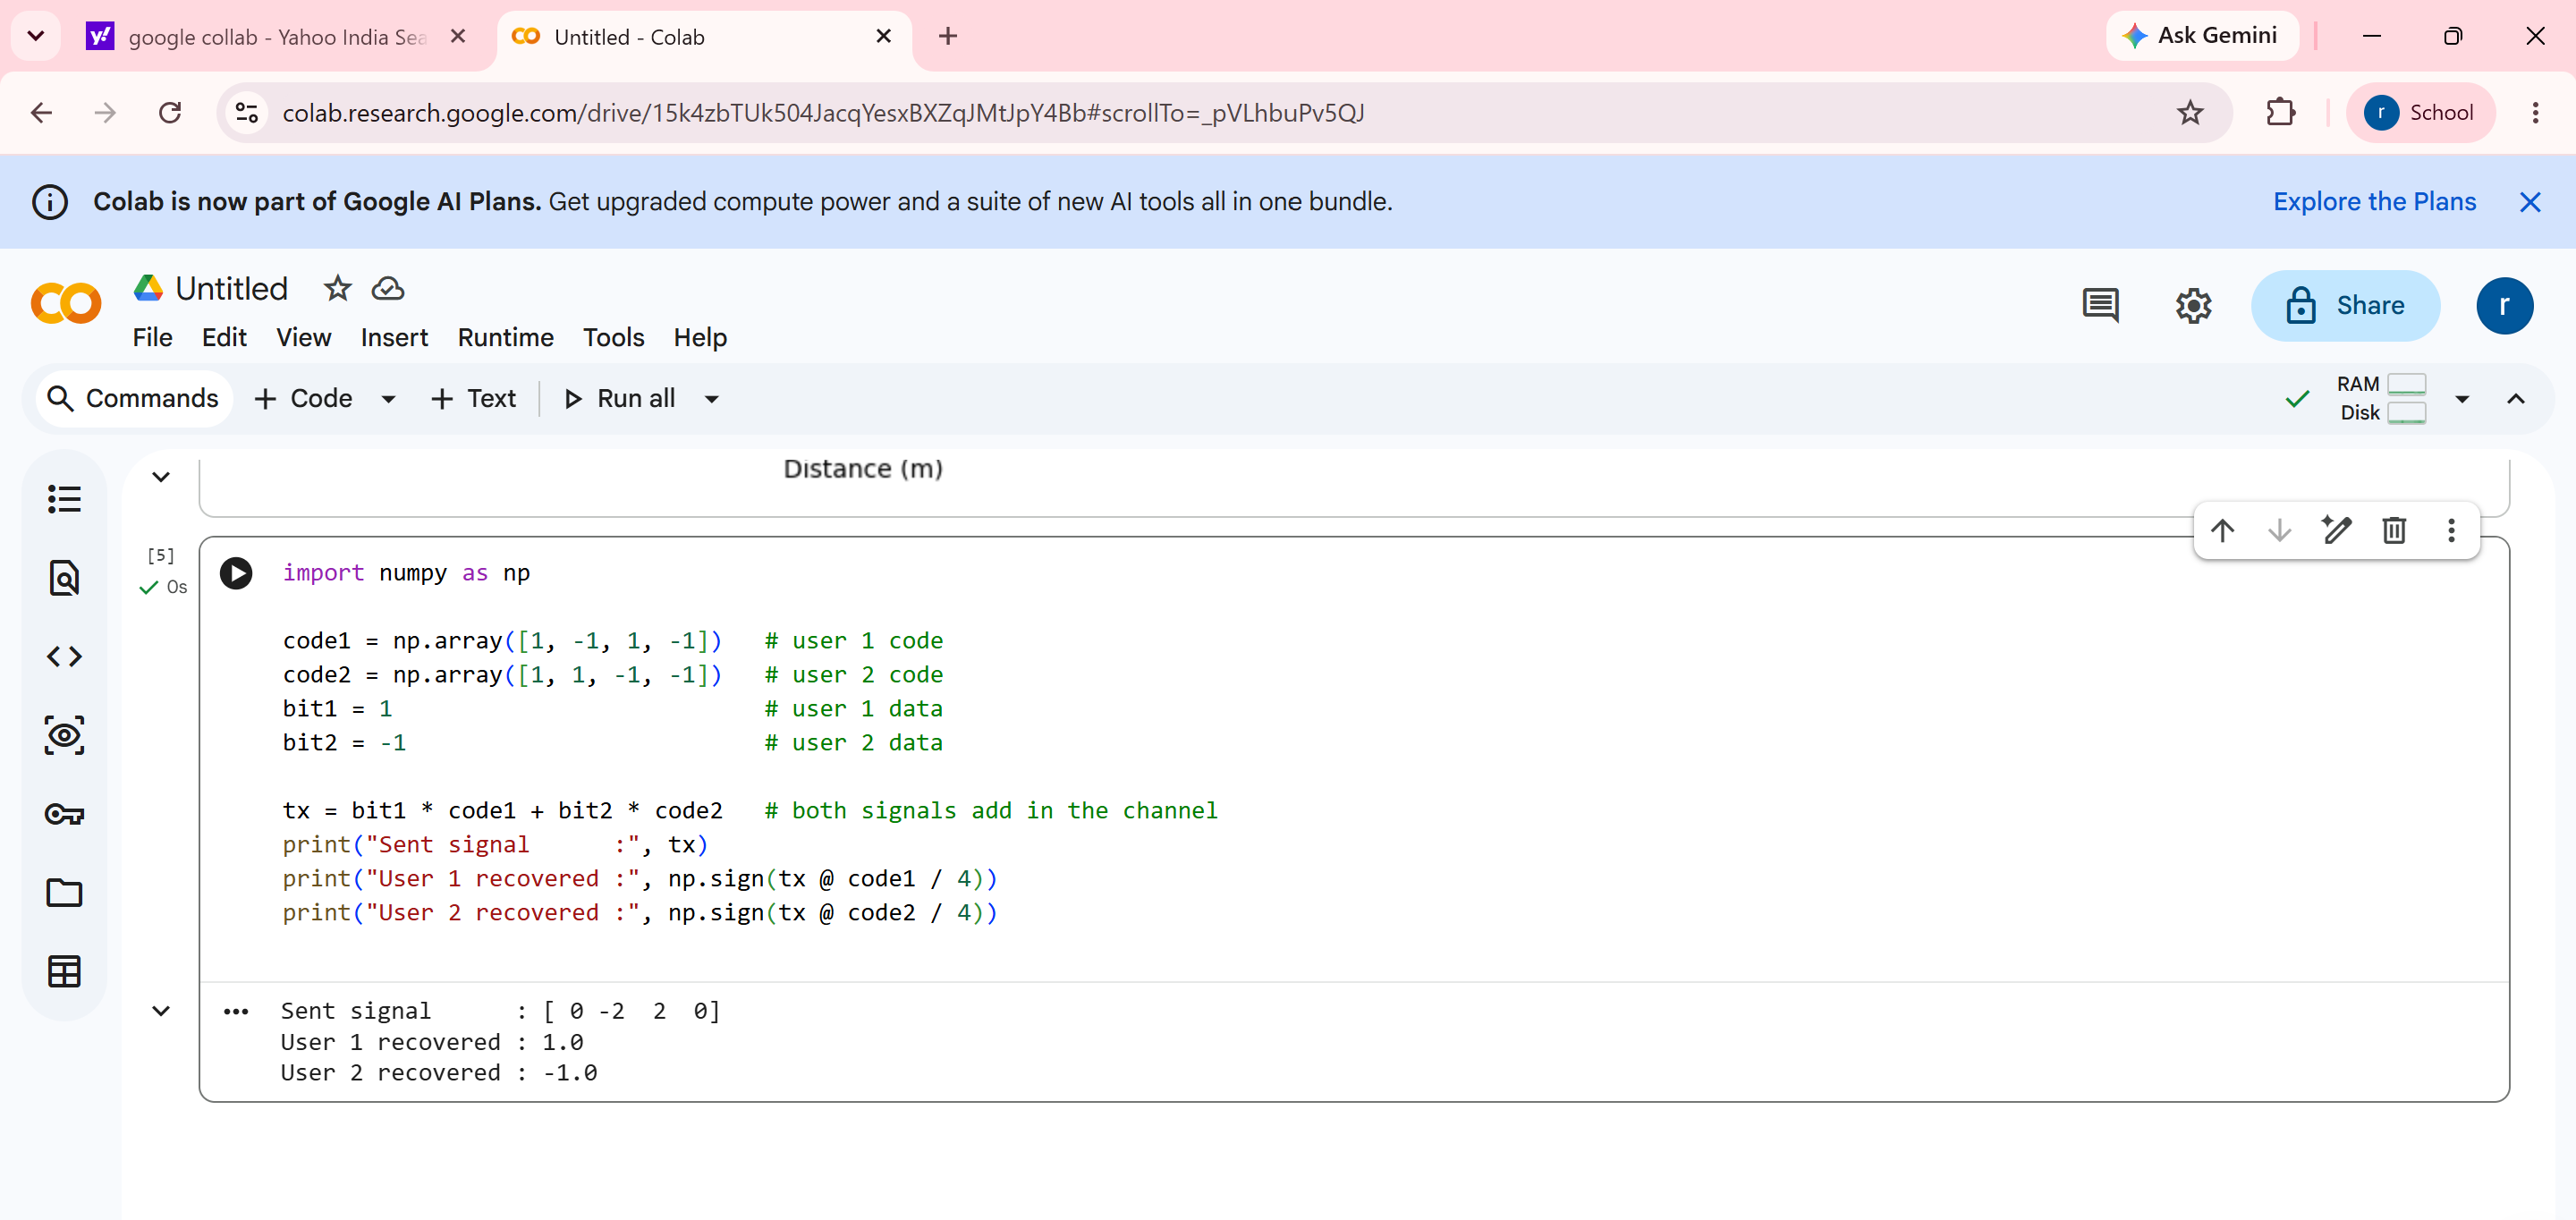 google collab - Yahoo India Sea
Untitled - Colab
Ask Gemini
colab.research.google.com/drive/15k4zbTUk504JacqYesxBXZqJMtJpY4Bb#scrollTo=_pVLhbuPv5QJ
r School
Colab is now part of Google AI Plans. Get upgraded compute power and a suite of new AI tools all in one bundle.
Explore the Plans
Untitled
Share
r
File Edit View Insert Runtime Tools Help
Commands + Code + Text Run all
RAM
Disk
Distance (m)
[5]
0s
import numpy as np
code1 = np.array([1, -1, 1, -1])   # user 1 code
code2 = np.array([1, 1, -1, -1])   # user 2 code
bit1 = 1                           # user 1 data
bit2 = -1                          # user 2 data
tx = bit1 * code1 + bit2 * code2   # both signals add in the channel
print("Sent signal      :", tx)
print("User 1 recovered :", np.sign(tx @ code1 / 4))
print("User 2 recovered :", np.sign(tx @ code2 / 4))
Sent signal      : [ 0 -2  2  0]
User 1 recovered : 1.0
User 2 recovered : -1.0